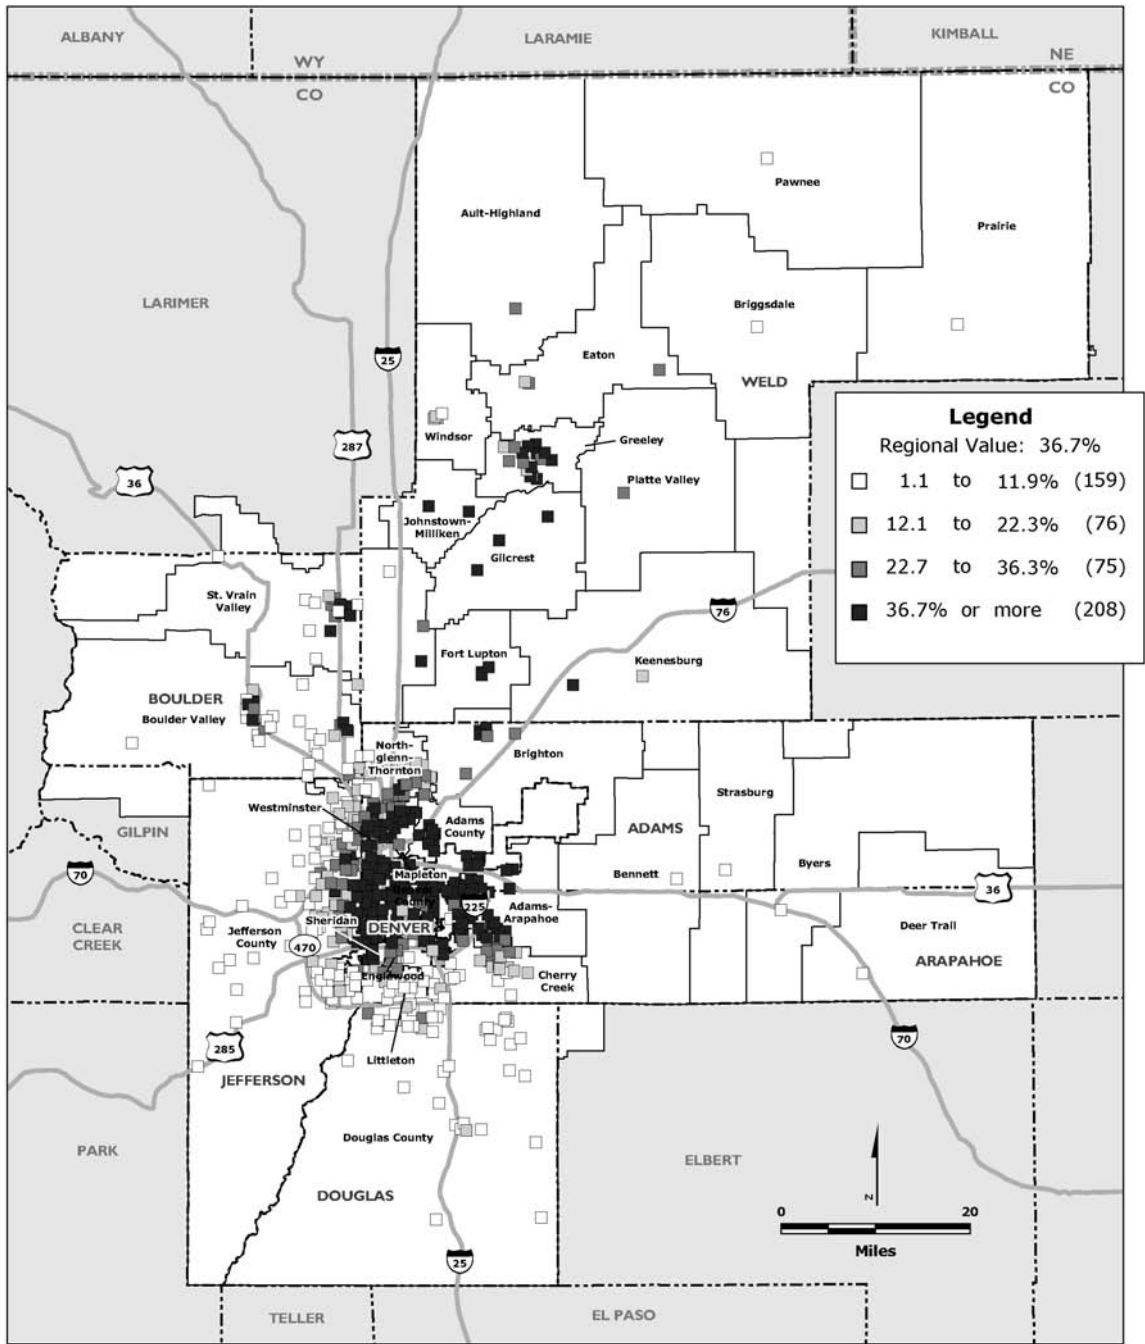 ALBANY
LARAMIE
KIMBALL
WY
NE
CO
CO
Pawnee
Ault-Highland
Prairie
LARIMER
Briggsdale
25
Eaton
WELD
Legend
Regional Value: 36.7%
1.1 to 11.9% (159)
12.1 to 22.3% (76)
22.7 to 36.3% (75)
36.7% or more (208)
287
Windsor
Greeley
36
Platte Valley
Johnstown-
Milliken
Gilcrest
St. Vrain
Valley
76
Fort Lupton
Keenesburg
BOULDER
Boulder Valley
North-
glenn-
Thornton
Brighton
Strasburg
Westminster
Adams
County
ADAMS
GILPIN
70
Mapleton
Bennett
Byers
36
County
225
Adams-
Arapahoe
Sheridan
DENVER
CLEAR
CREEK
Jefferson
County
470
Deer Trail
ARAPAHOE
Englewood
Cherry
Creek
285
Littleton
70
JEFFERSON
PARK
Douglas County
ELBERT
DOUGLAS
N
0
20
Miles
25
TELLER
EL PASO